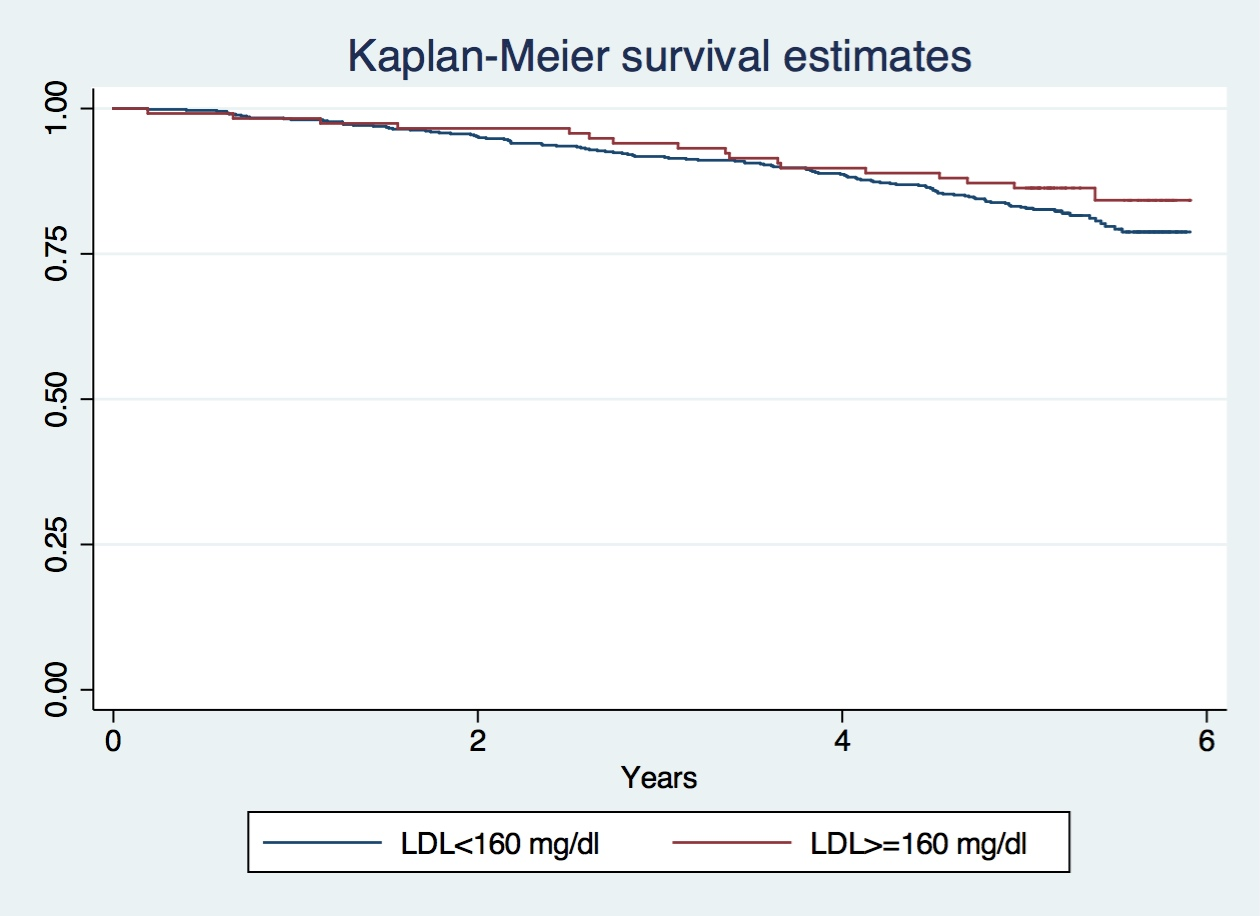 Kaplan-Meier survival estimates
1.00
0.75
0.50
0.25
0.00
0 2 4 6
Years
LDL<160 mg/dl LDL>=160 mg/dl